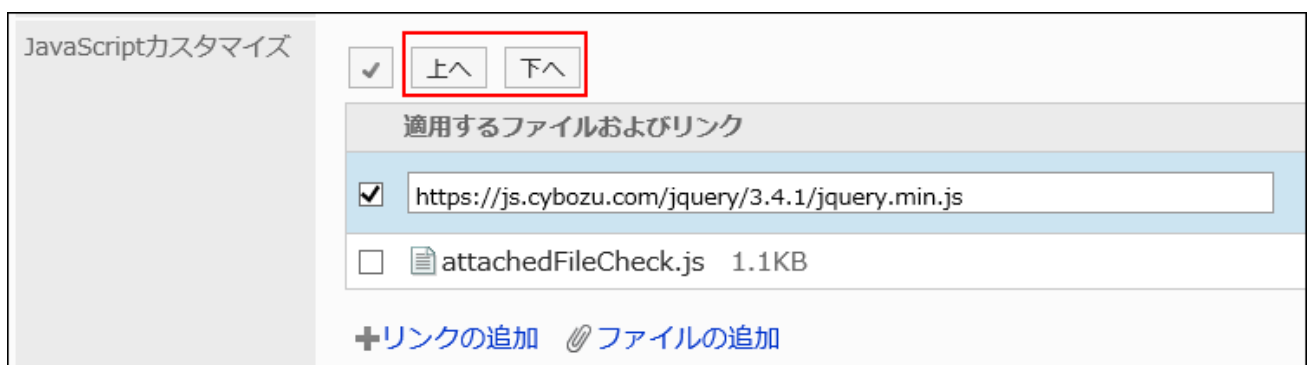 JavaScriptカスタマイズ
上へ 下へ
適用するファイルおよびリンク
https://js.cybozu.com/jquery/3.4.1/jquery.min.js
attachedFileCheck.js 1.1KB
リンクの追加 ファイルの追加